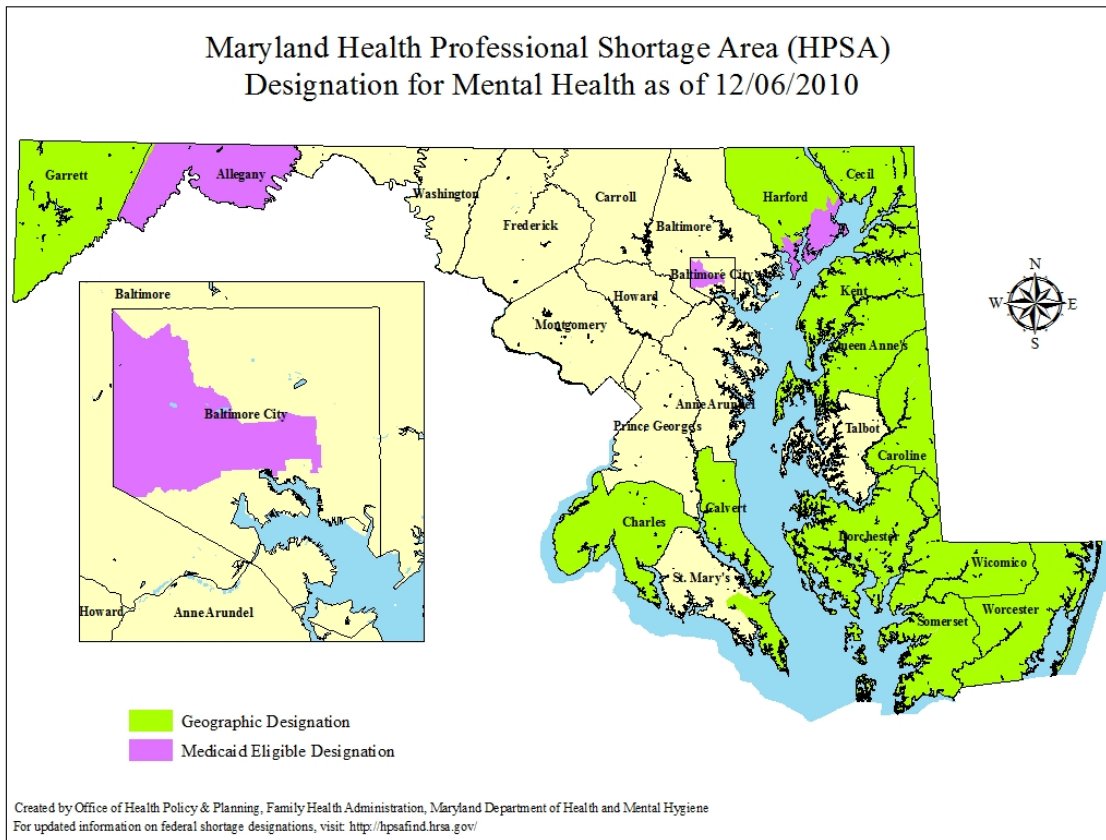 Maryland Health Professional Shortage Area (HPSA)
Designation for Mental Health as of 12/06/2010
Garrett
Allegany
Washington
Frederick
Carroll
Baltimore
Harford
Cecil
Baltimore City
Howard
Montgomery
Kent
Queen Anne's
Anne Arundel
Prince George's
Talbot
Caroline
Charles
Calvert
Dorchester
St. Mary's
Wicomico
Worcester
Somerset
N
W
E
S
Baltimore
Baltimore City
Howard
Anne Arundel
Geographic Designation
Medicaid Eligible Designation
Created by Office of Health Policy & Planning, Family Health Administration, Maryland Department of Health and Mental Hygiene
For updated information on federal shortage designations, visit: http://hpsafind.hrsa.gov/